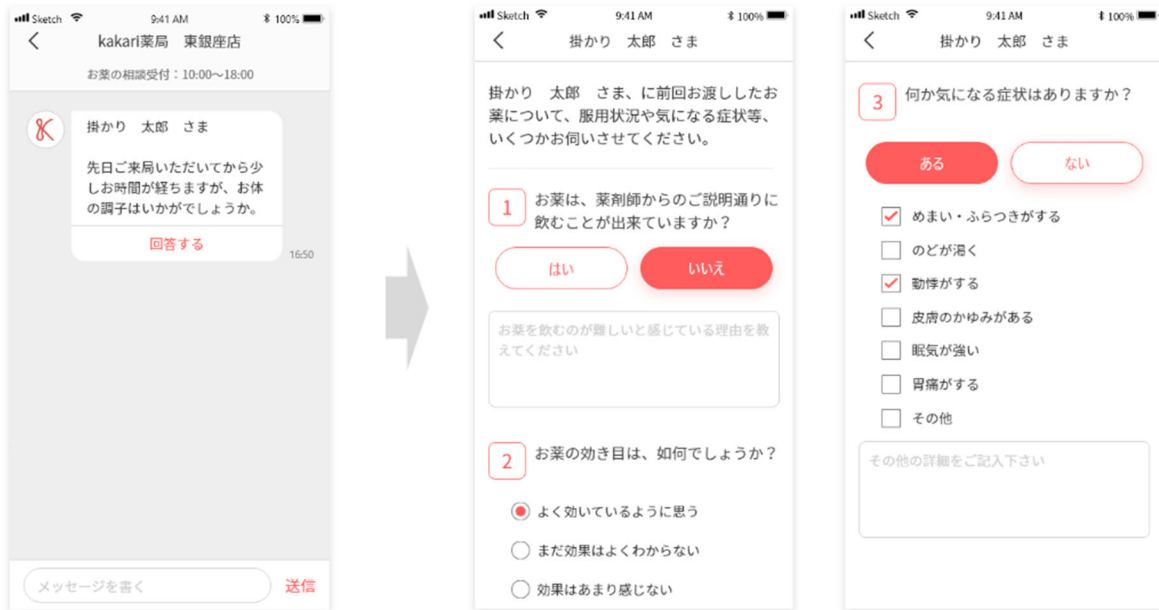 Sketch 9:41 AM 100%
kakari薬局　東銀座店
お薬の相談受付：10:00～18:00
掛かり　太郎　さま
先日ご来局いただいてから少
しお時間が経ちますが、お体
の調子はいかがでしょうか。
回答する
16:50
メッセージを書く
送信
Sketch 9:41 AM 100%
掛かり　太郎　さま
掛かり　太郎　さま、に前回お渡ししたお
薬について、服用状況や気になる症状等、
いくつかお伺いさせてください。
1
お薬は、薬剤師からのご説明通りに
飲むことが出来ていますか？
はい
いいえ
お薬を飲むのが難しいと感じている理由を教
えてください
2
お薬の効き目は、如何でしょうか？
よく効いているように思う
まだ効果はよくわからない
効果はあまり感じない
Sketch 9:41 AM 100%
掛かり　太郎　さま
3
何か気になる症状はありますか？
ある
ない
めまい・ふらつきがする
のどが渇く
動悸がする
皮膚のかゆみがある
眠気が強い
胃痛がする
その他
その他の詳細をご記入下さい